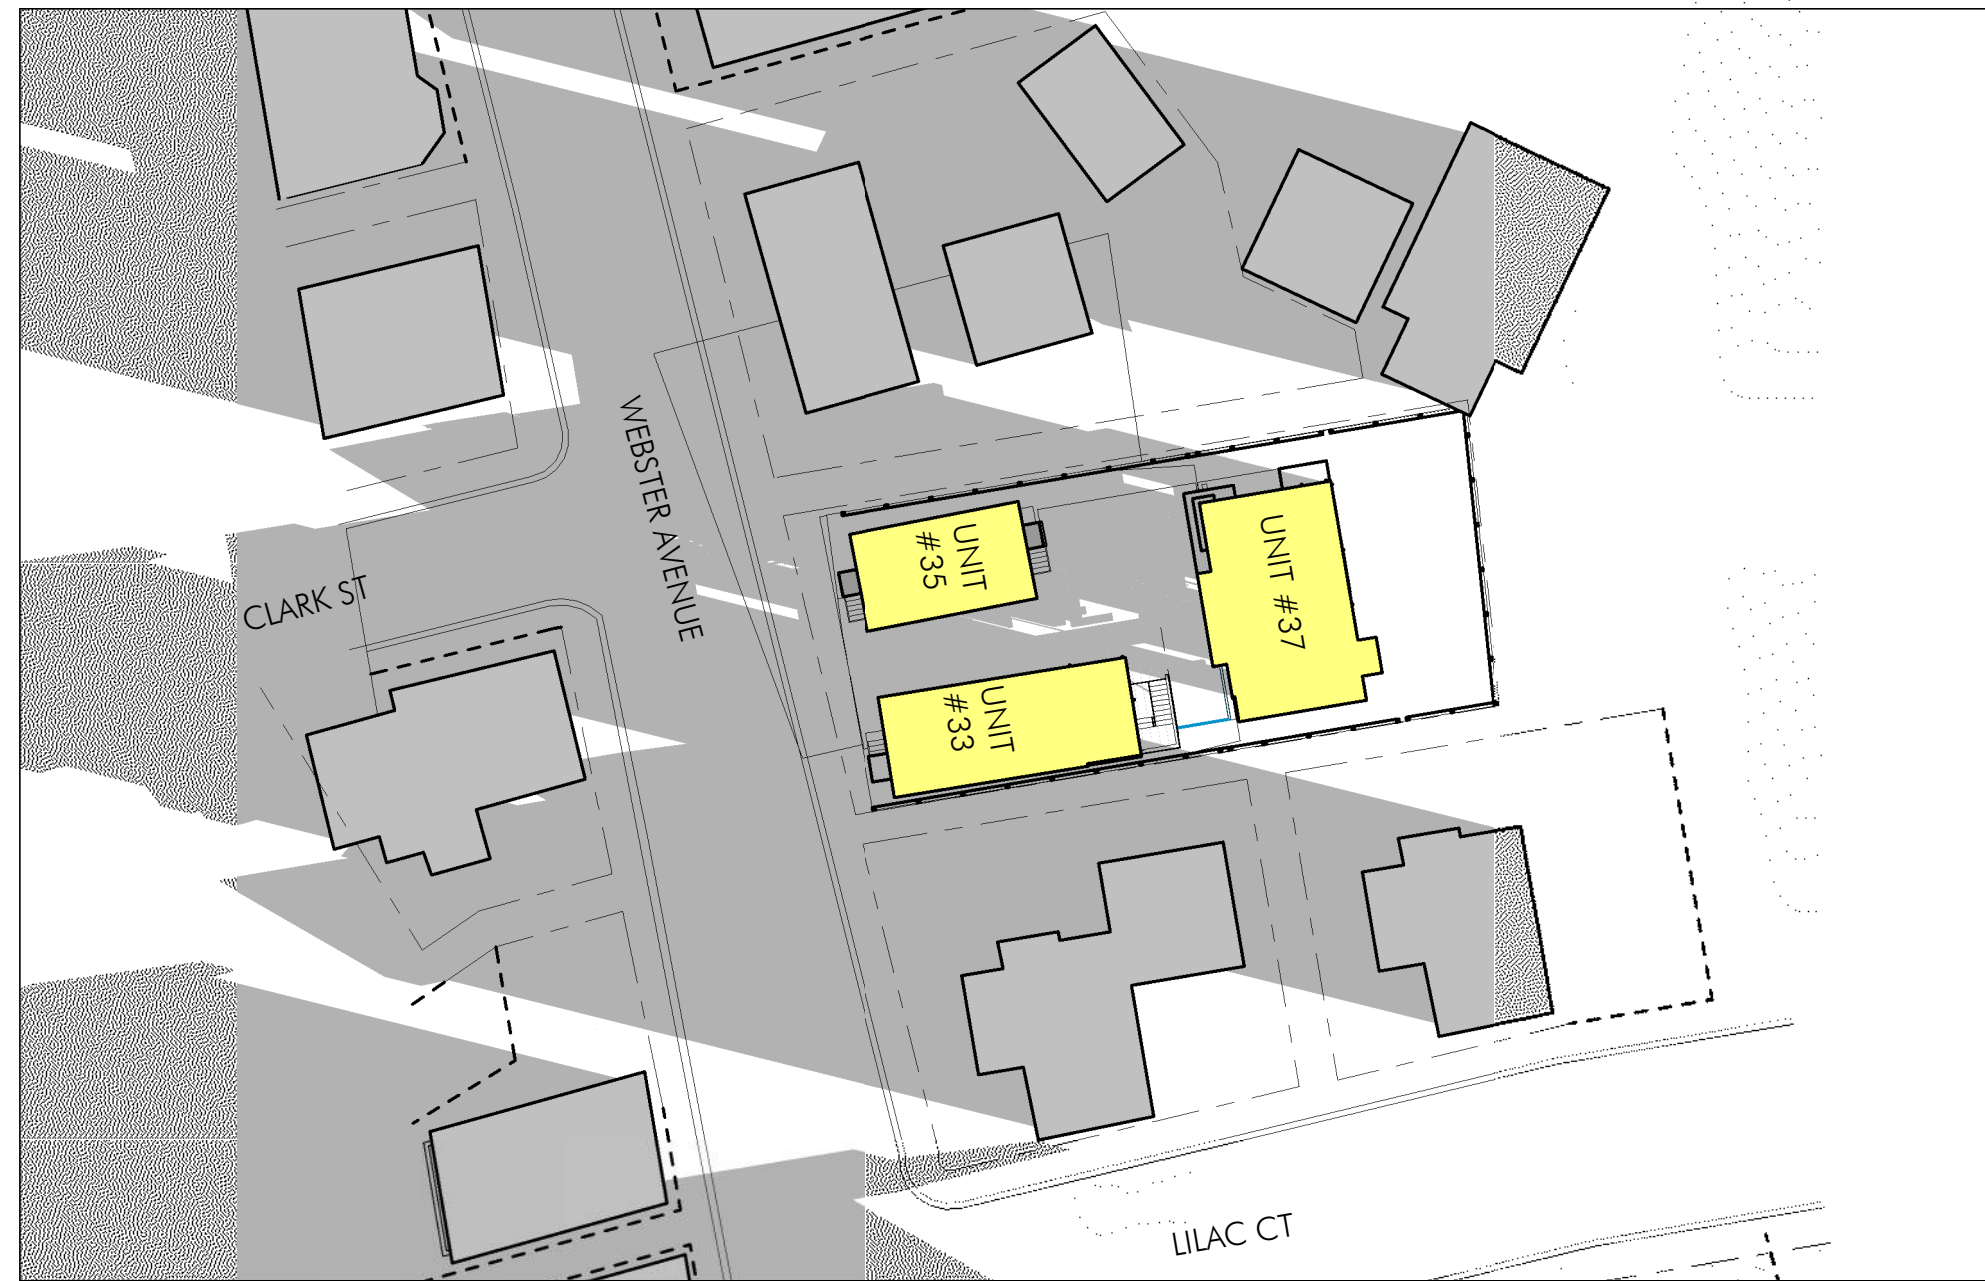 WEBSTER AVENUE
CLARK ST
UNIT
#35
UNIT #37
UNIT
#33
LILAC CT